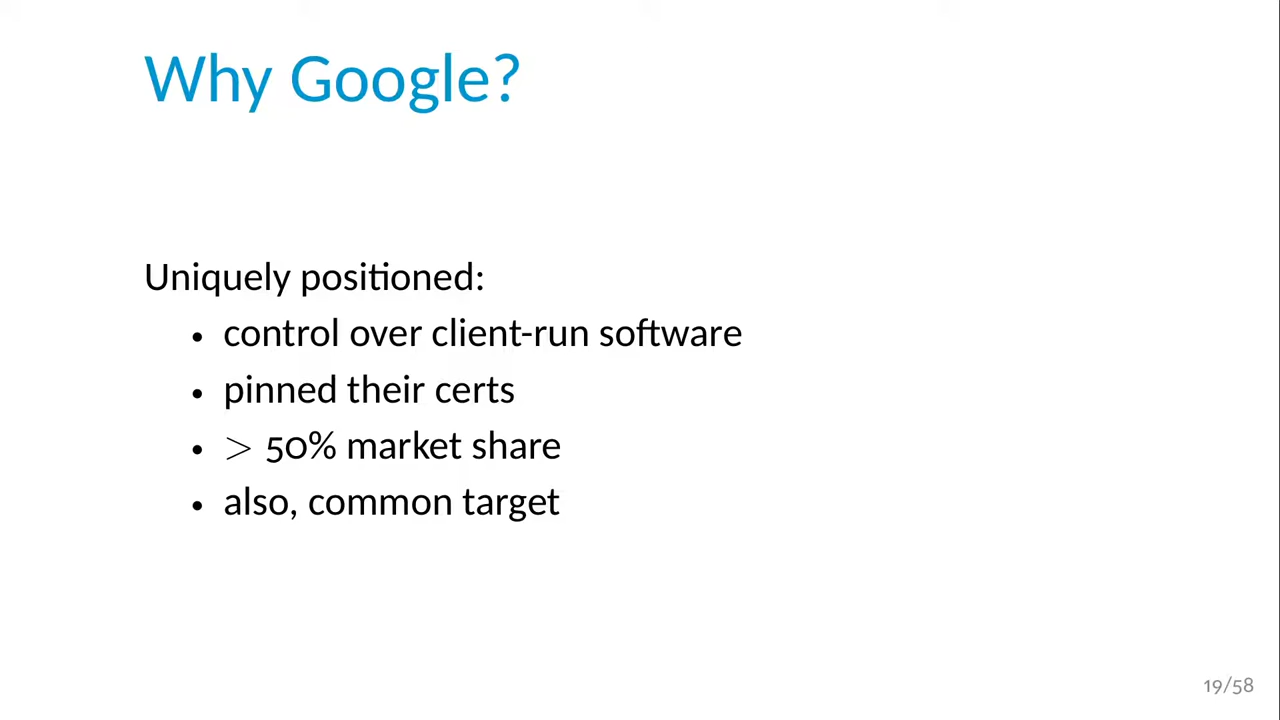 Why Google?
Uniquely positioned:
• control over client-run software
• pinned their certs
• > 50% market share
• also, common target
19/58